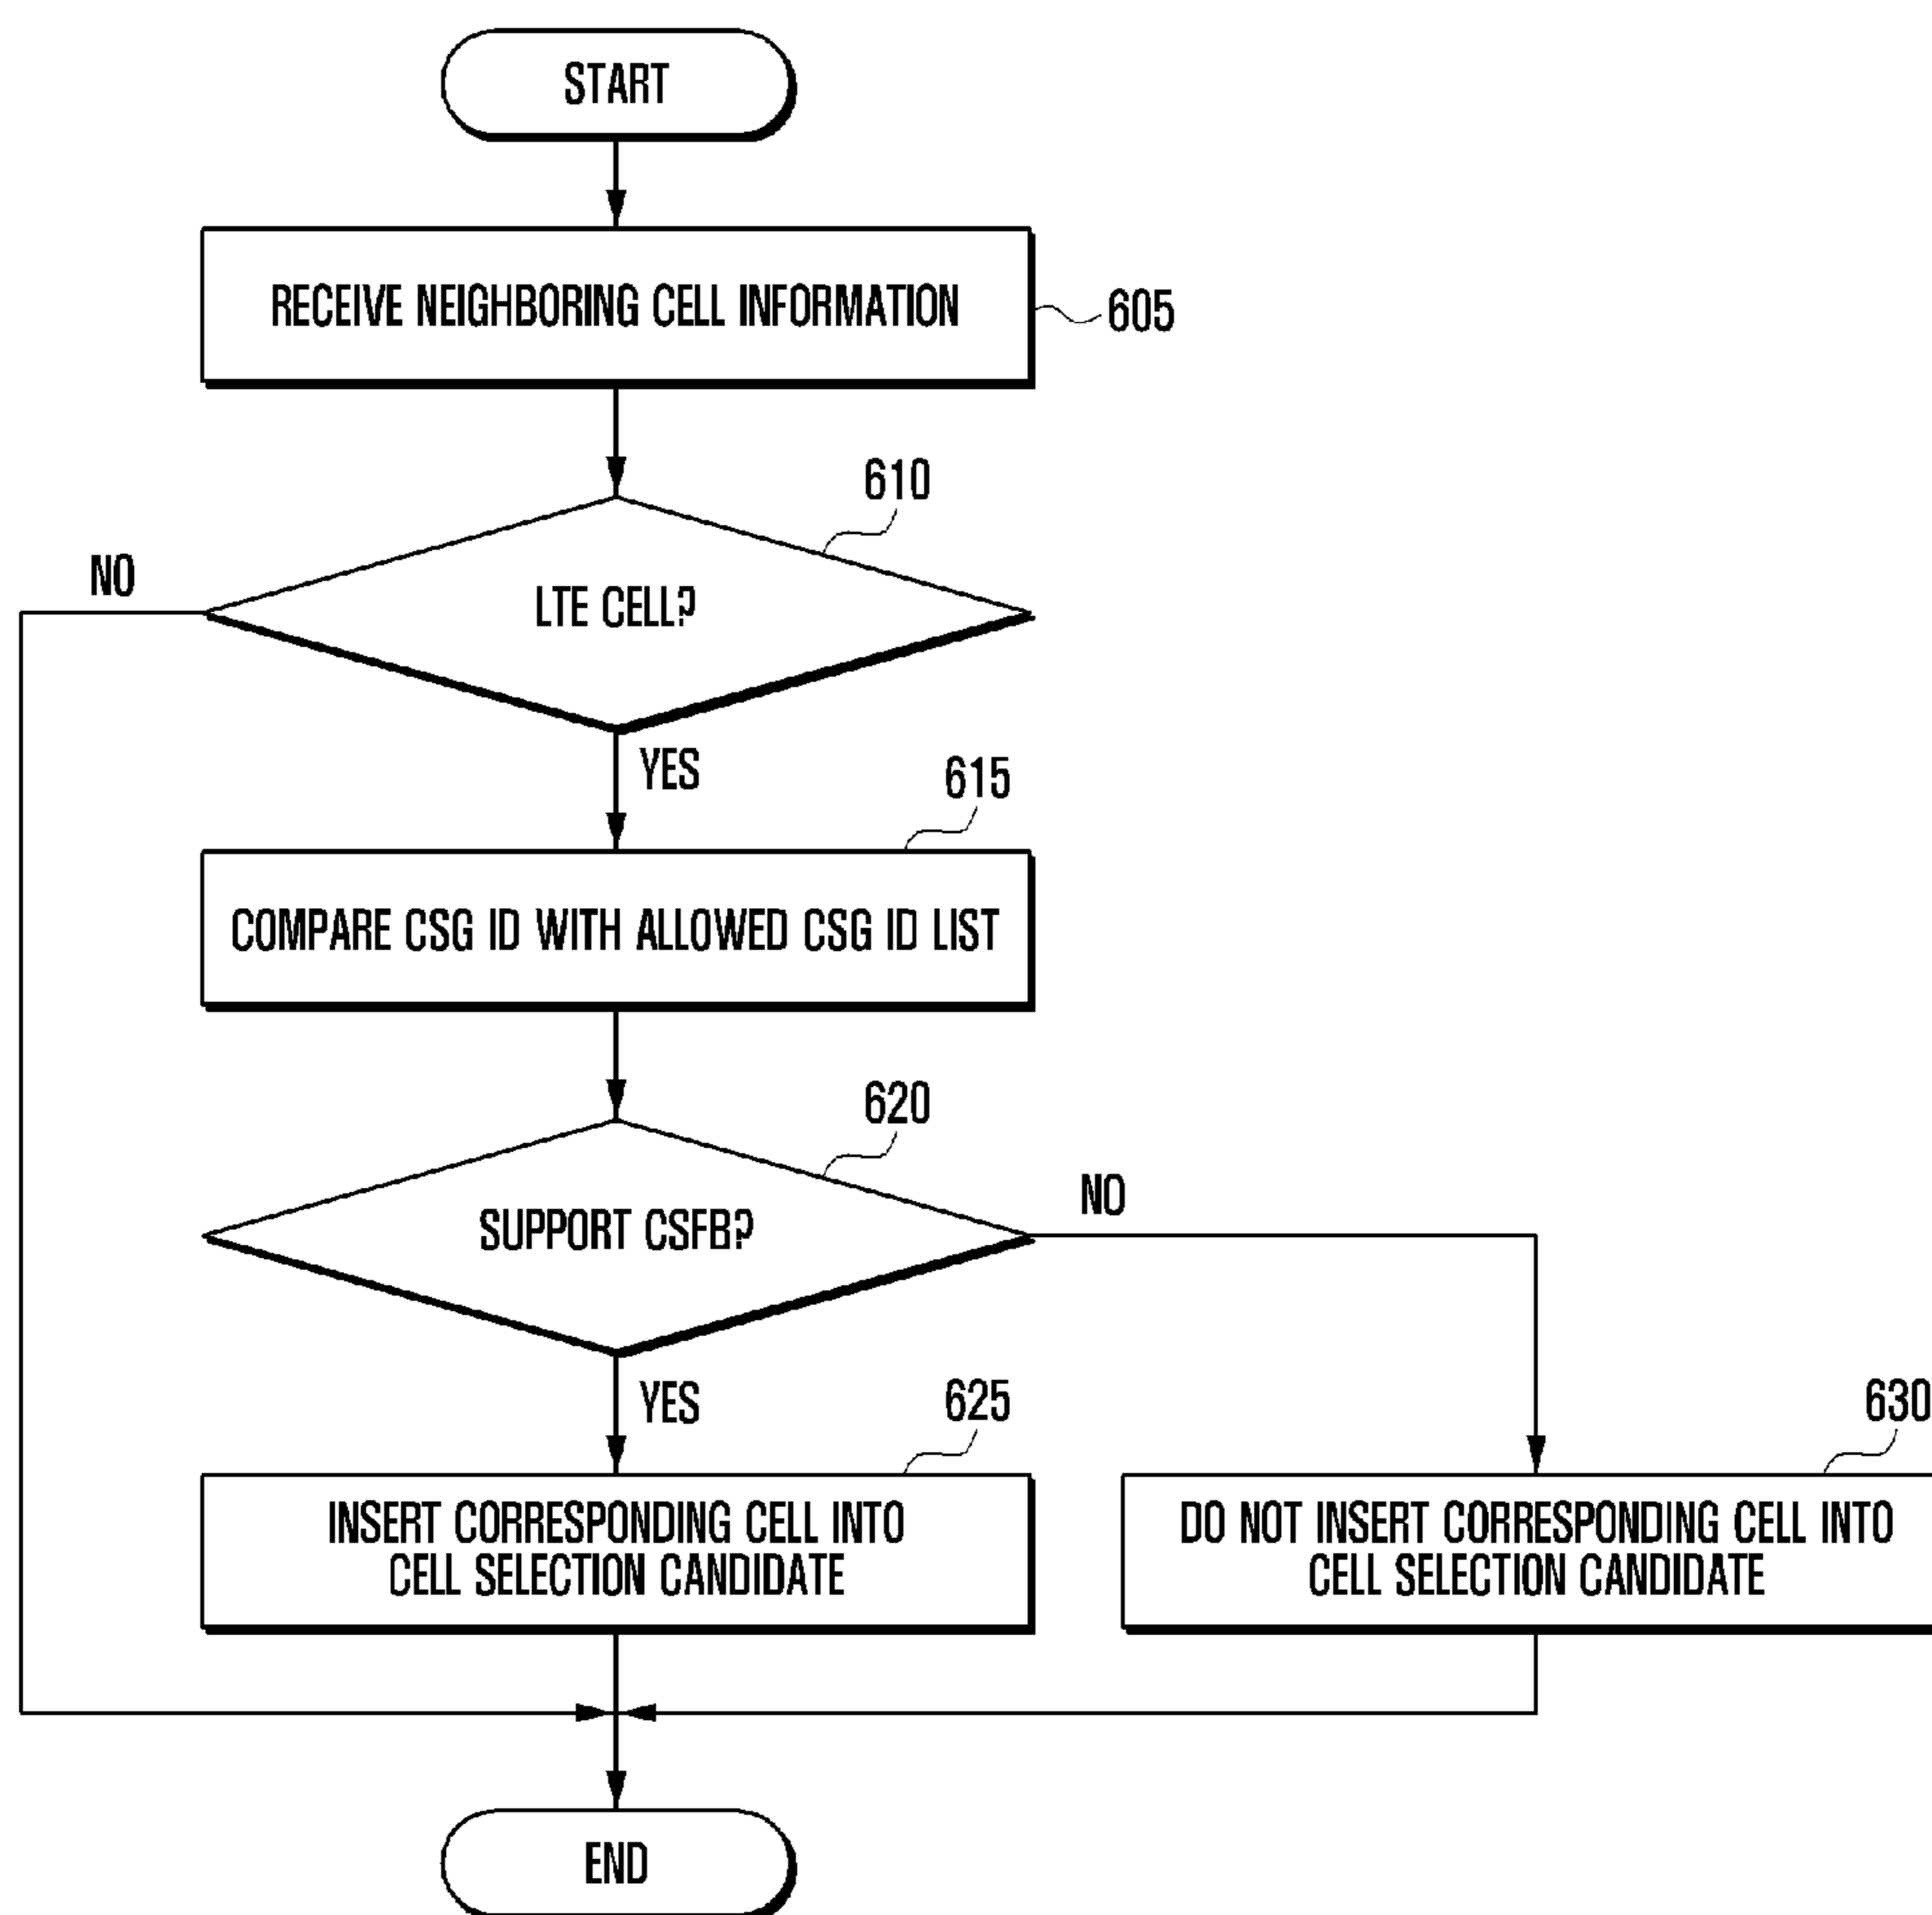 START
RECEIVE NEIGHBORING CELL INFORMATION
605
610
NO
LTE CELL?
YES
615
COMPARE CSG ID WITH ALLOWED CSG ID LIST
620
NO
SUPPORT CSFB?
YES
625
630
INSERT CORRESPONDING CELL INTO
CELL SELECTION CANDIDATE
DO NOT INSERT CORRESPONDING CELL INTO
CELL SELECTION CANDIDATE
END